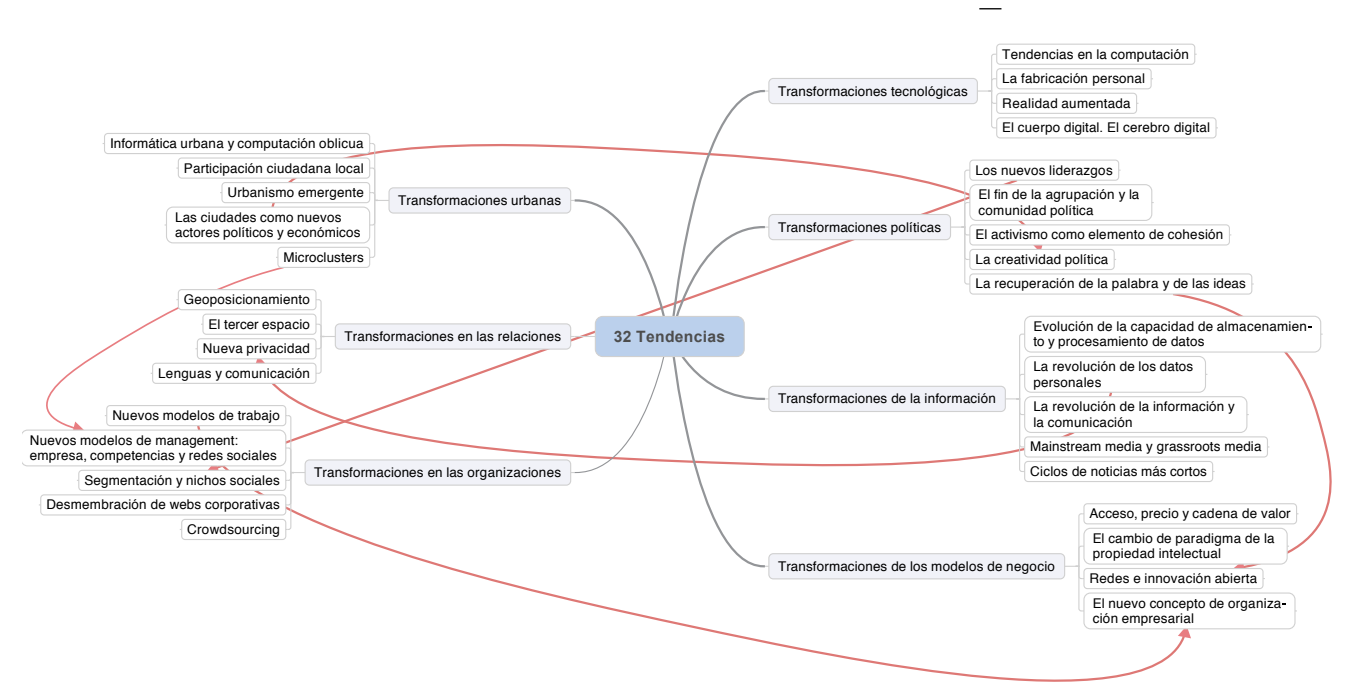 32 Tendencias
Transformaciones tecnológicas
Tendencias en la computación
La fabricación personal
Realidad aumentada
El cuerpo digital. El cerebro digital
Transformaciones políticas
Los nuevos liderazgos
El fin de la agrupación y la
comunidad política
El activismo como elemento de cohesión
La creatividad política
La recuperación de la palabra y de las ideas
Transformaciones de la información
Evolución de la capacidad de almacenamien-
to y procesamiento de datos
La revolución de los datos
personales
La revolución de la información y
la comunicación
Mainstream media y grassroots media
Ciclos de noticias más cortos
Transformaciones de los modelos de negocio
Acceso, precio y cadena de valor
El cambio de paradigma de la
propiedad intelectual
Redes e innovación abierta
El nuevo concepto de organiza-
ción empresarial
Transformaciones urbanas
Informática urbana y computación oblicua
Participación ciudadana local
Urbanismo emergente
Las ciudades como nuevos
actores políticos y económicos
Microclusters
Transformaciones en las relaciones
Geoposicionamiento
El tercer espacio
Nueva privacidad
Lenguas y comunicación
Transformaciones en las organizaciones
Nuevos modelos de trabajo
Nuevos modelos de management:
empresa, competencias y redes sociales
Segmentación y nichos sociales
Desmembración de webs corporativas
Crowdsourcing